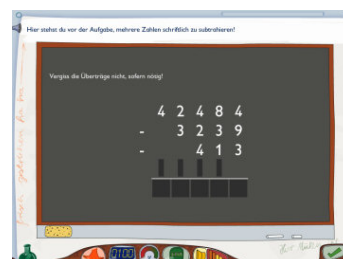 Hier stehst du vor der Aufgabe, mehrere Zahlen schriftlich zu subtrahieren!
Vergiss die Überträge nicht, sofern nötig!
4 2 4 8 4
- 3 2 3 9
- 4 1 3